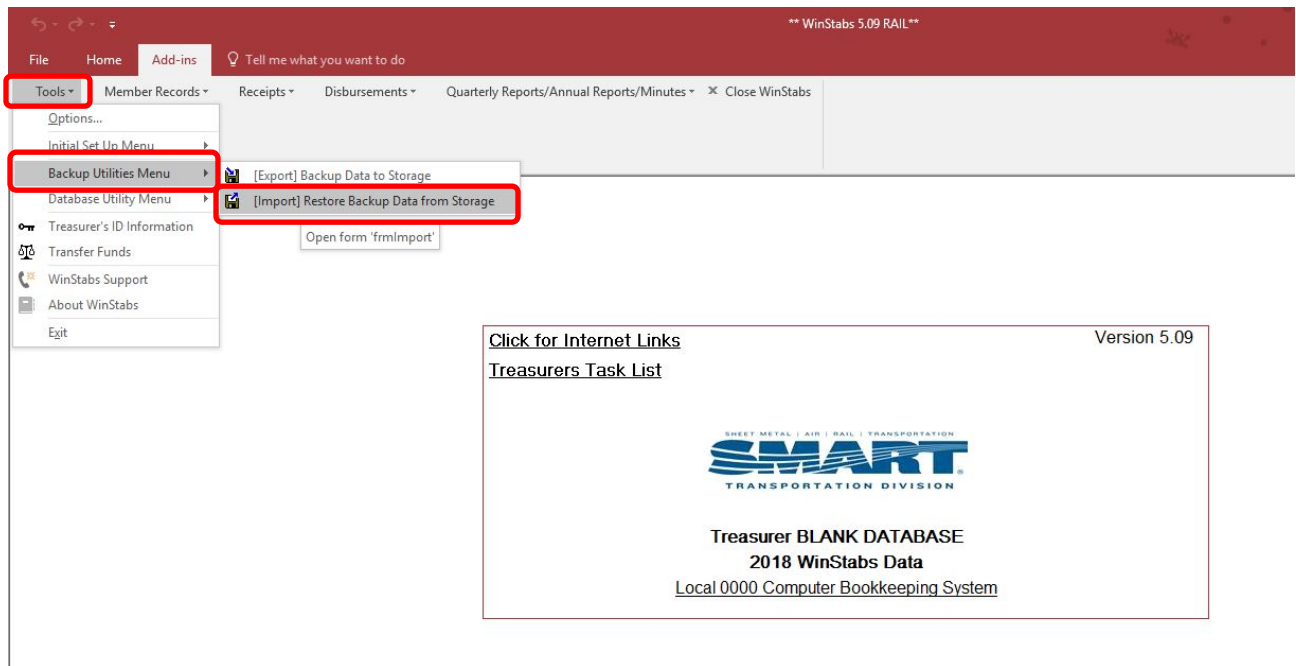 ** WinStabs 5.09 RAIL**
File Home Add-ins Tell me what you want to do
Tools Member Records Receipts Disbursements Quarterly Reports/Annual Reports/Minutes Close WinStabs
Options...
Initial Set Up Menu
Backup Utilities Menu
[Export] Backup Data to Storage
Database Utility Menu
[Import] Restore Backup Data from Storage
Treasurer's ID Information
Open form 'frmImport'
Transfer Funds
WinStabs Support
About WinStabs
Exit
Click for Internet Links
Version 5.09
Treasurers Task List
SHEET METAL | AIR | RAIL | TRANSPORTATION
SMART
TRANSPORTATION DIVISION
Treasurer BLANK DATABASE
2018 WinStabs Data
Local 0000 Computer Bookkeeping System